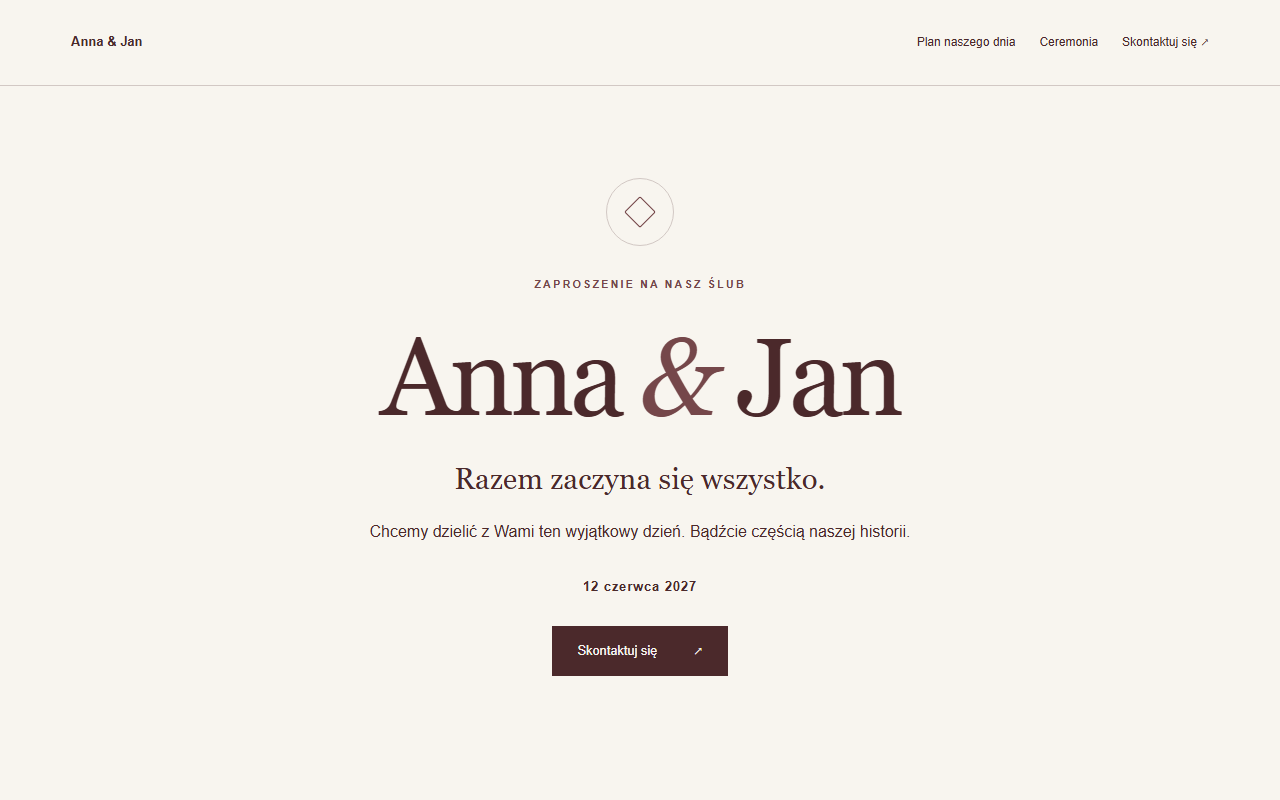 Anna & Jan
Plan naszego dnia
Ceremonia
Skontaktuj się ↗
ZAPROSZENIE NA NASZ ŚLUB
Anna & Jan
Razem zaczyna się wszystko.
Chcemy dzielić z Wami ten wyjątkowy dzień. Bądźcie częścią naszej historii.
12 czerwca 2027
Skontaktuj się ↗